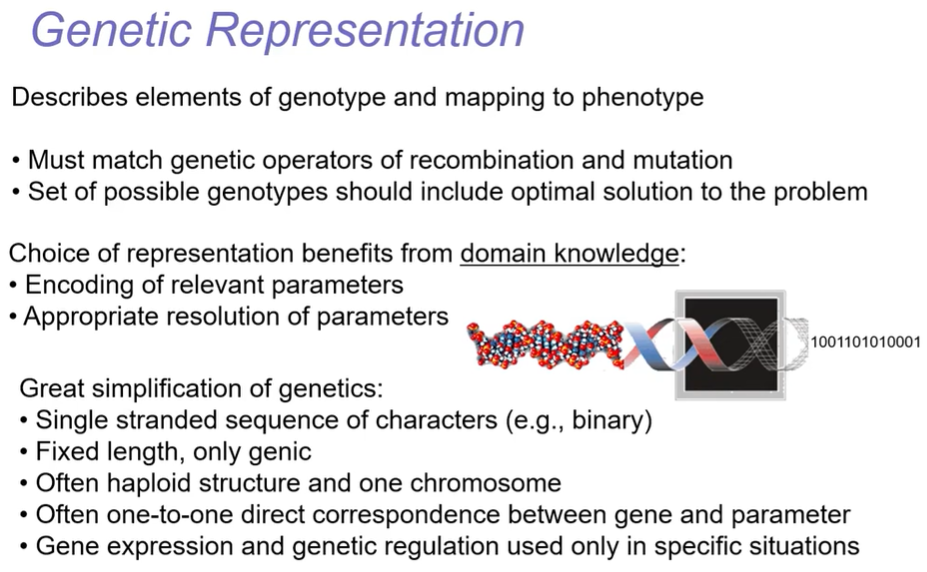 Genetic Representation
Describes elements of genotype and mapping to phenotype
• Must match genetic operators of recombination and mutation
• Set of possible genotypes should include optimal solution to the problem
Choice of representation benefits from domain knowledge:
• Encoding of relevant parameters
• Appropriate resolution of parameters
1001101010001
Great simplification of genetics:
• Single stranded sequence of characters (e.g., binary)
• Fixed length, only genic
• Often haploid structure and one chromosome
• Often one-to-one direct correspondence between gene and parameter
• Gene expression and genetic regulation used only in specific situations